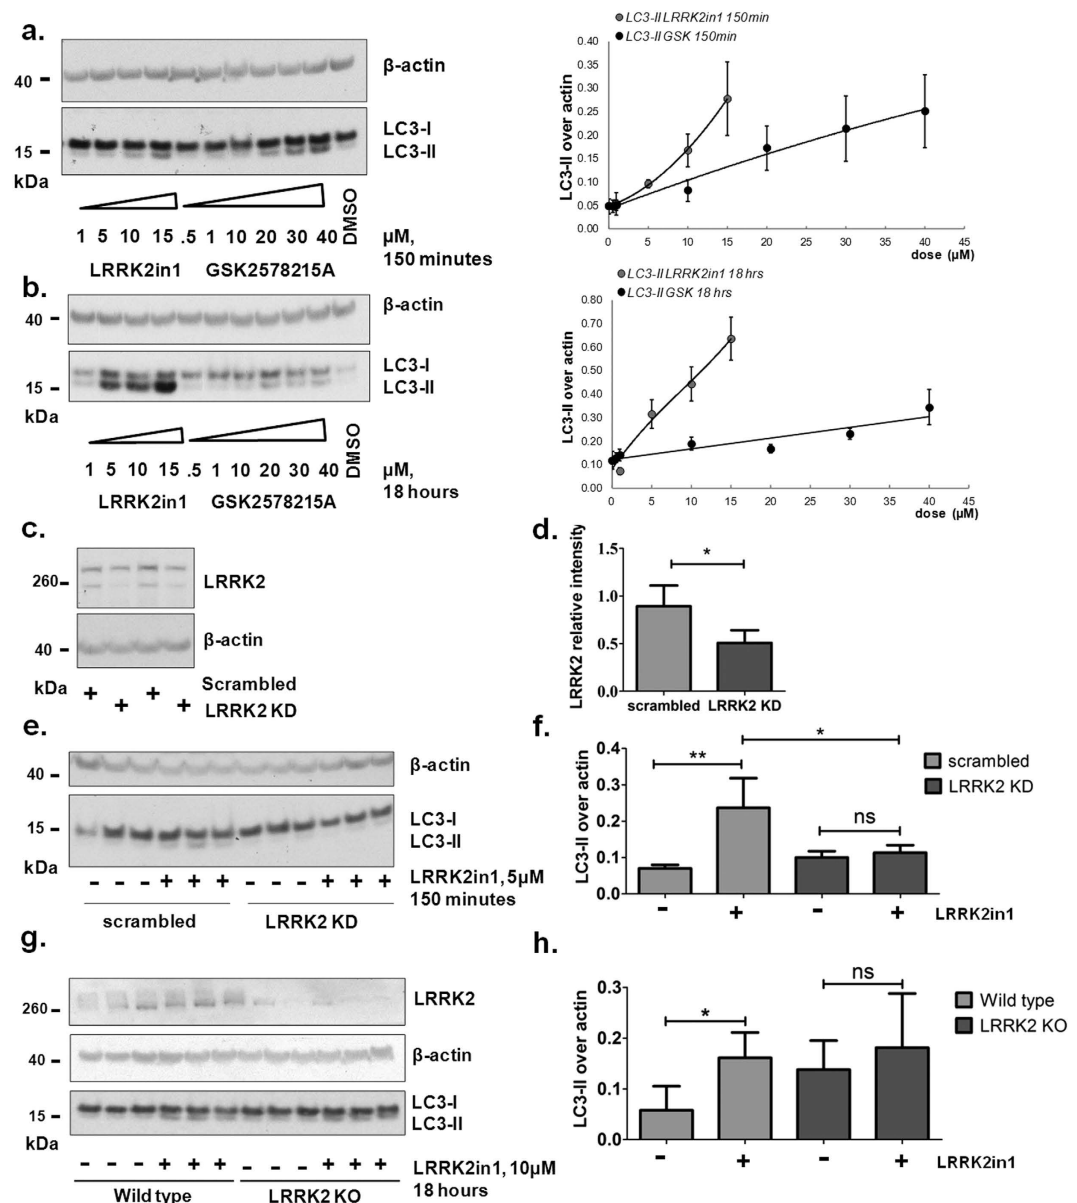 a.
β-actin
40
LC3-I
LC3-II
15
kDa
1 5 10 15 .5 1 10 20 30 40 DMSO
µM,
150 minutes
LRRK2in1 GSK2578215A
LC3-II LRRK2in1 150min
LC3-II GSK 150min
LC3-II over actin
0.40
0.35
0.30
0.25
0.20
0.15
0.10
0.05
0.00
0 5 10 15 20 25 30 35 40 45
dose (µM)
b.
β-actin
40
LC3-I
LC3-II
15
kDa
1 5 10 15 .5 1 10 20 30 40 DMSO
µM,
18 hours
LRRK2in1 GSK2578215A
LC3-II LRRK2in1 18 hrs
LC3-II GSK 18 hrs
LC3-II over actin
0.80
0.70
0.60
0.50
0.40
0.30
0.20
0.10
0.00
0 5 10 15 20 25 30 35 40 45
dose (µM)
c.
260
LRRK2
40
β-actin
kDa
+ + Scrambled
+ + LRRK2 KD
d.
LRRK2 relative intensity
1.5
1.0
0.5
0.0
*
scrambled LRRK2 KD
e.
β-actin
40
LC3-I
LC3-II
15
kDa
- - - + + + - - - + + + LRRK2in1, 5µM
150 minutes
scrambled LRRK2 KD
f.
LC3-II over actin
0.4
0.3
0.2
0.1
0.0
**
*
ns
scrambled
LRRK2 KD
- + - + LRRK2in1
g.
LRRK2
260
β-actin
40
LC3-I
LC3-II
15
kDa
- - - + + + - - - + + + LRRK2in1, 10µM
18 hours
Wild type LRRK2 KO
h.
LC3-II over actin
0.3
0.2
0.1
0.0
*
ns
Wild type
LRRK2 KO
- + - + LRRK2in1